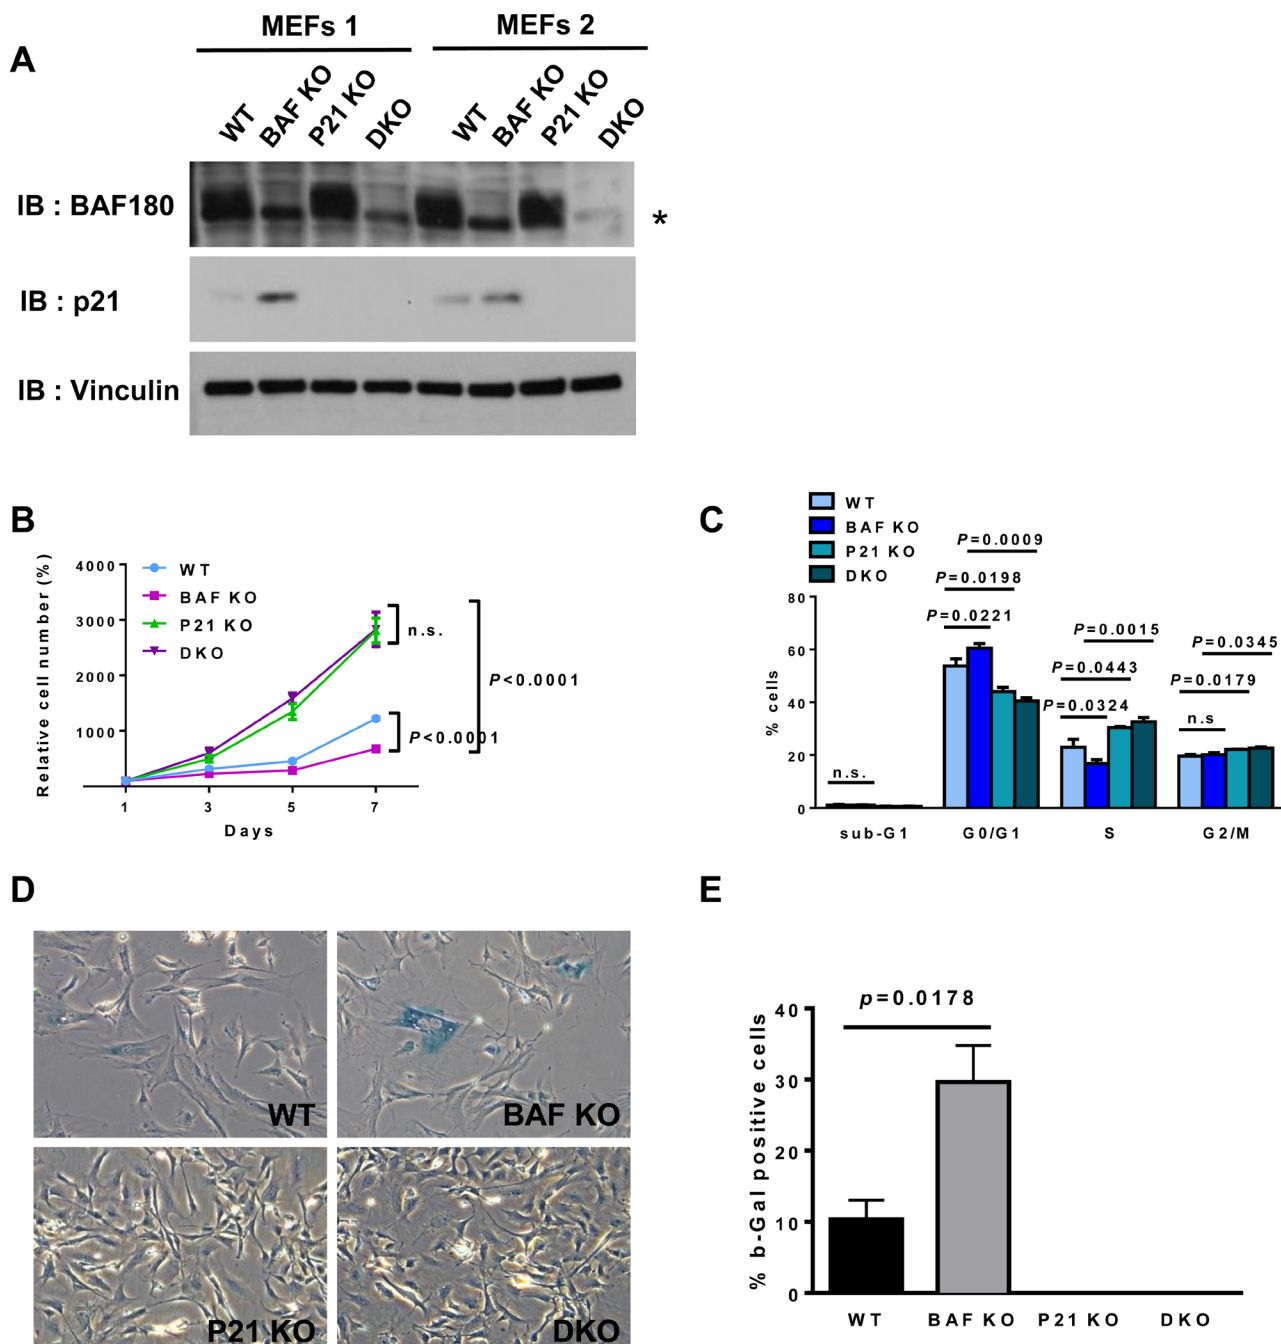 MEFs 1 MEFs 2
A
WT BAF KO P21 KO DKO WT BAF KO P21 KO DKO
IB : BAF180 *
IB : p21
IB : Vinculin
B
Relative cell number (%)
4000
3000
2000
1000
WT
BAF KO
P21 KO
DKO
n.s.
P<0.0001
P<0.0001
1 3 5 7
Days
C
WT
BAF KO
P21 KO
DKO
P=0.0009
P=0.0198
P=0.0221
P=0.0015
P=0.0443
P=0.0324
P=0.0345
P=0.0179
n.s
n.s.
% cells
80
60
40
20
0
sub-G1 G0/G1 S G2/M
D
WT
BAF KO
P21 KO
DKO
E
p=0.0178
% b-Gal positive cells
40
30
20
10
0
WT BAF KO P21 KO DKO